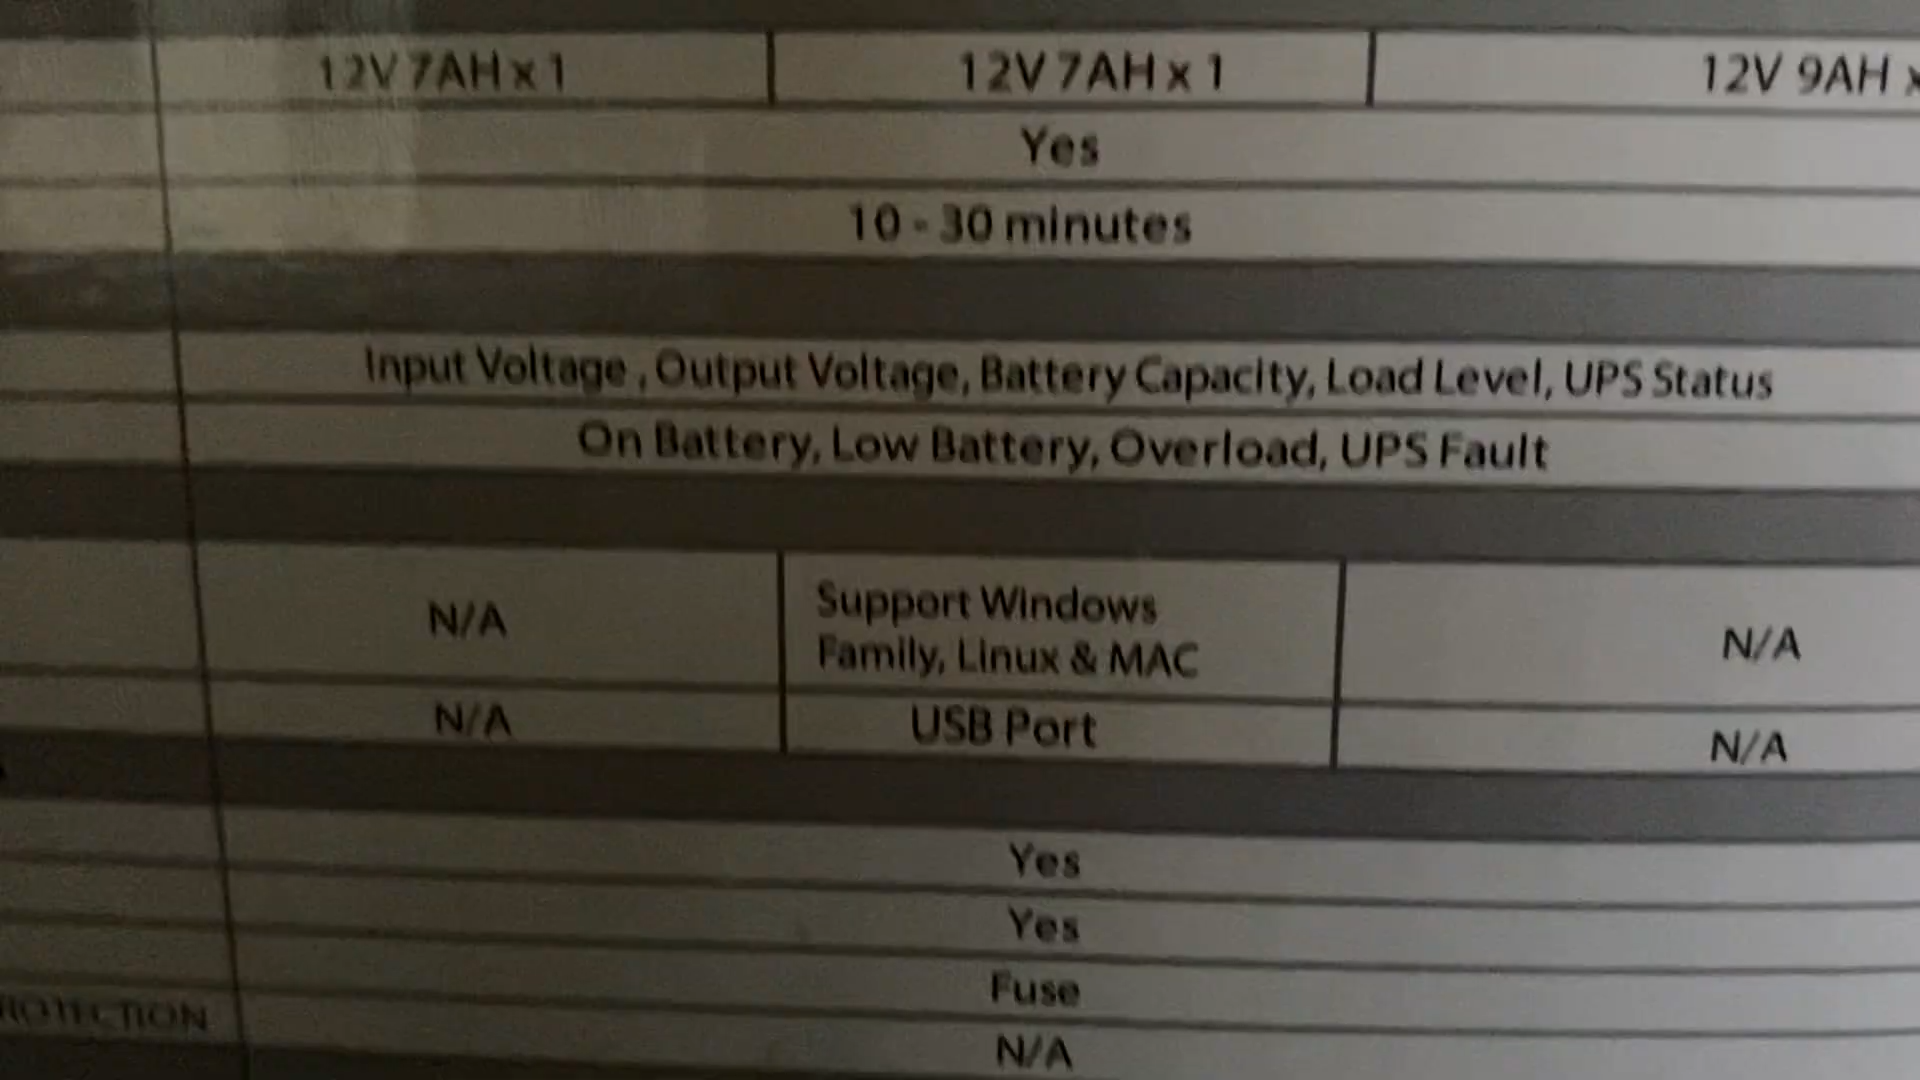 12V 7AH x 1 12V 7AH x 1 12V 9AH x
Yes
10 - 30 minutes
Input Voltage , Output Voltage, Battery Capacity, Load Level, UPS Status
On Battery, Low Battery, Overload, UPS Fault
N/A Support Windows Family, Linux & MAC N/A
N/A USB Port N/A
Yes
Yes
Fuse
ROTECTION N/A